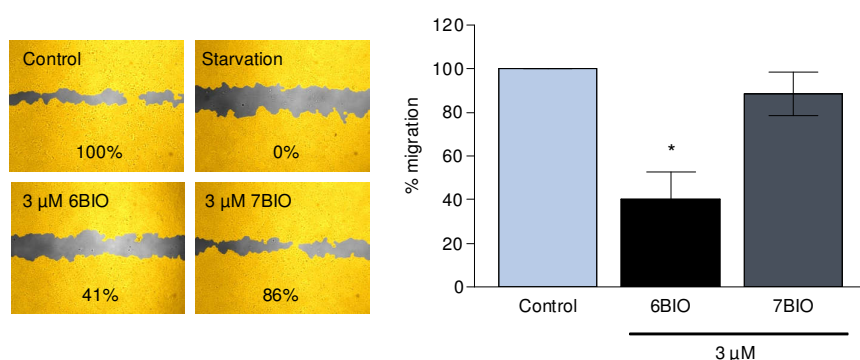 Control
Starvation
100%
0%
3 µM 6BIO
3 µM 7BIO
41%
86%
% migration
120
100
80
60
40
20
0
*
Control
6BIO
7BIO
3 µM